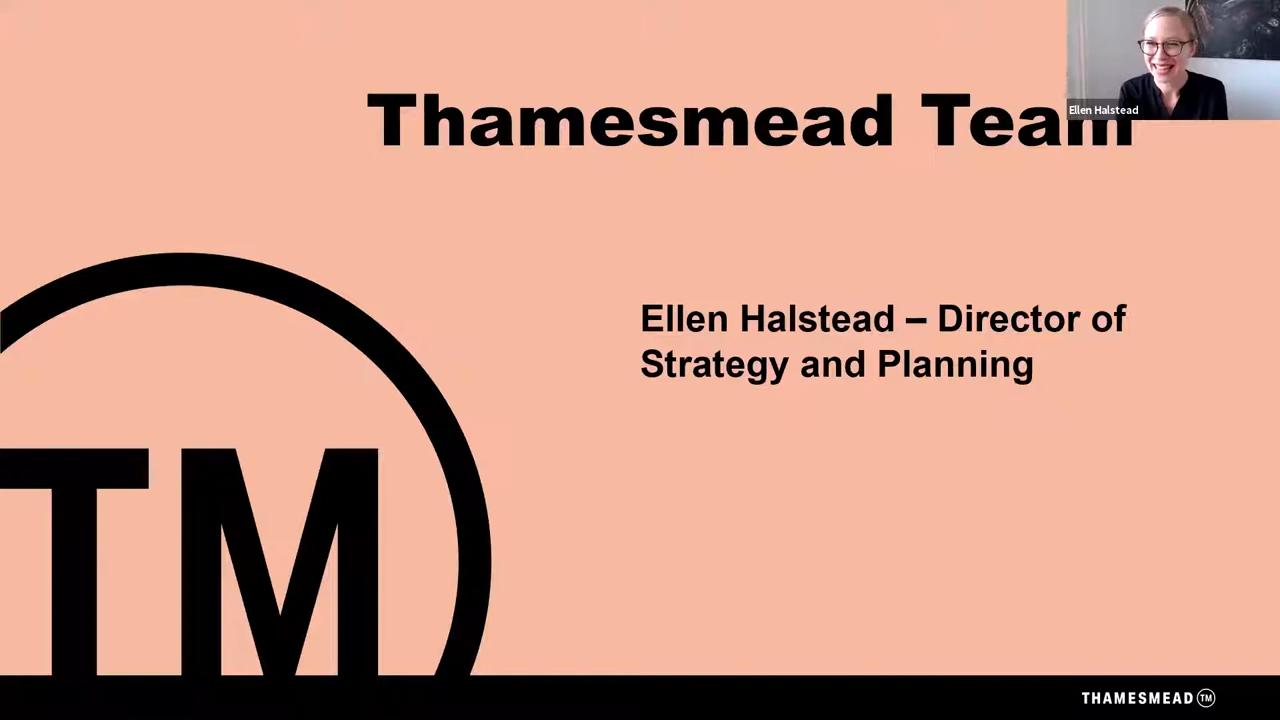 Thamesmead Team
Ellen Halstead
Ellen Halstead – Director of
Strategy and Planning
TM
THAMESMEAD TM